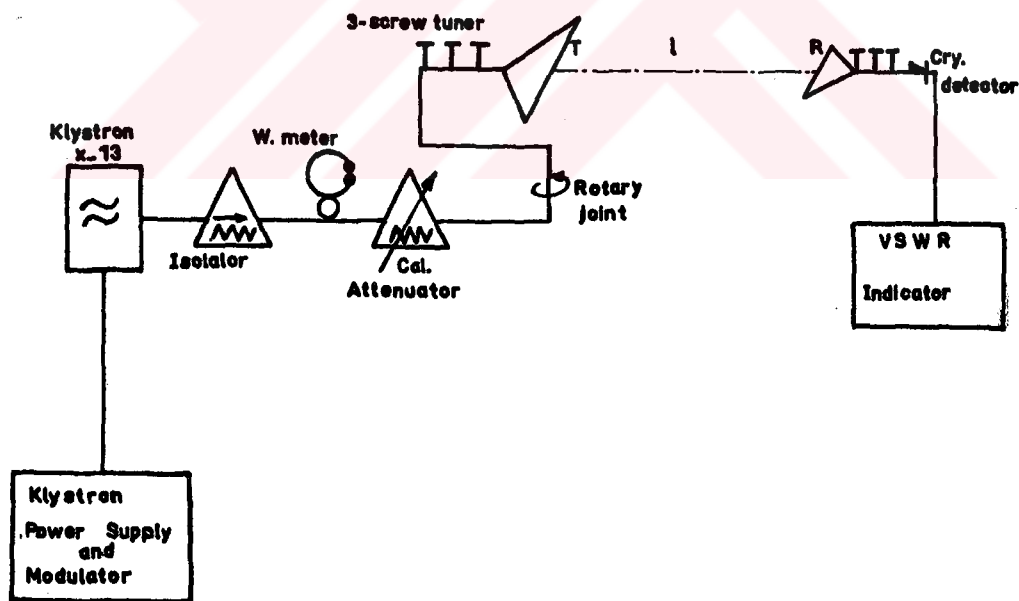 3-screw tuner
T
l
R
Cry.
detector
Klystron
x-13
W. meter
Rotary
joint
Isolator
Cal.
Attenuator
VSWR
Indicator
Klystron
Power Supply
and
Modulator